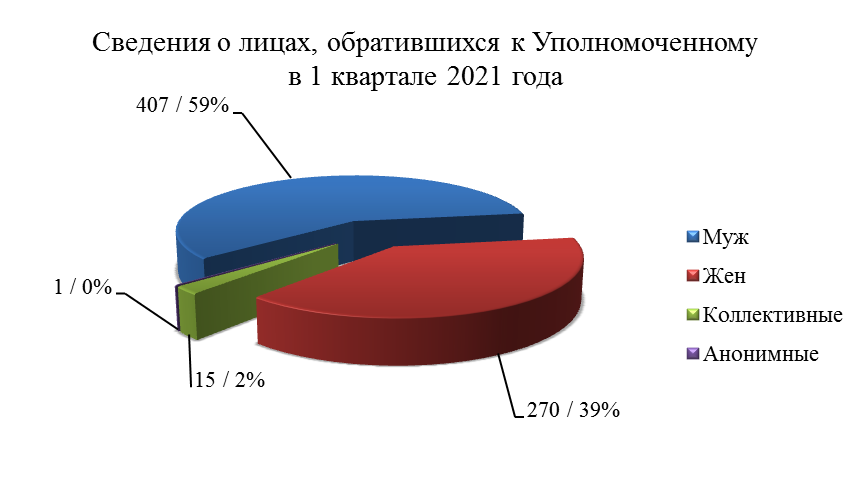 Сведения о лицах, обратившихся к Уполномоченному
в 1 квартале 2021 года
407 / 59%
1 / 0%
15 / 2%
270 / 39%
Муж
Жен
Коллективные
Анонимные